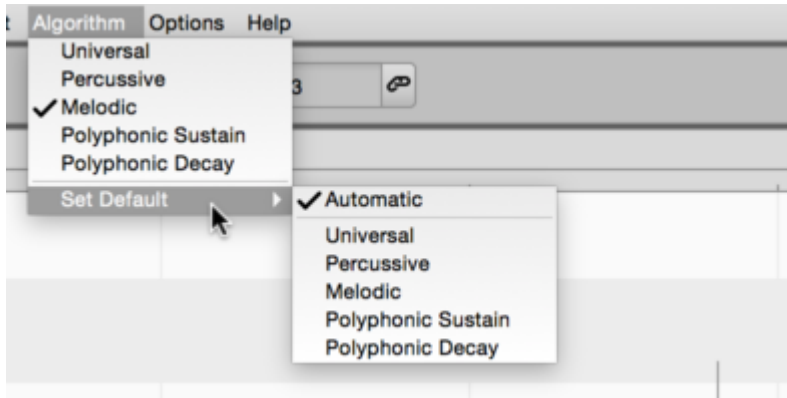 t Algorithm Options Help
Universal
Percussive
3
✓ Melodic
Polyphonic Sustain
Polyphonic Decay
Set Default
✓ Automatic
Universal
Percussive
Melodic
Polyphonic Sustain
Polyphonic Decay